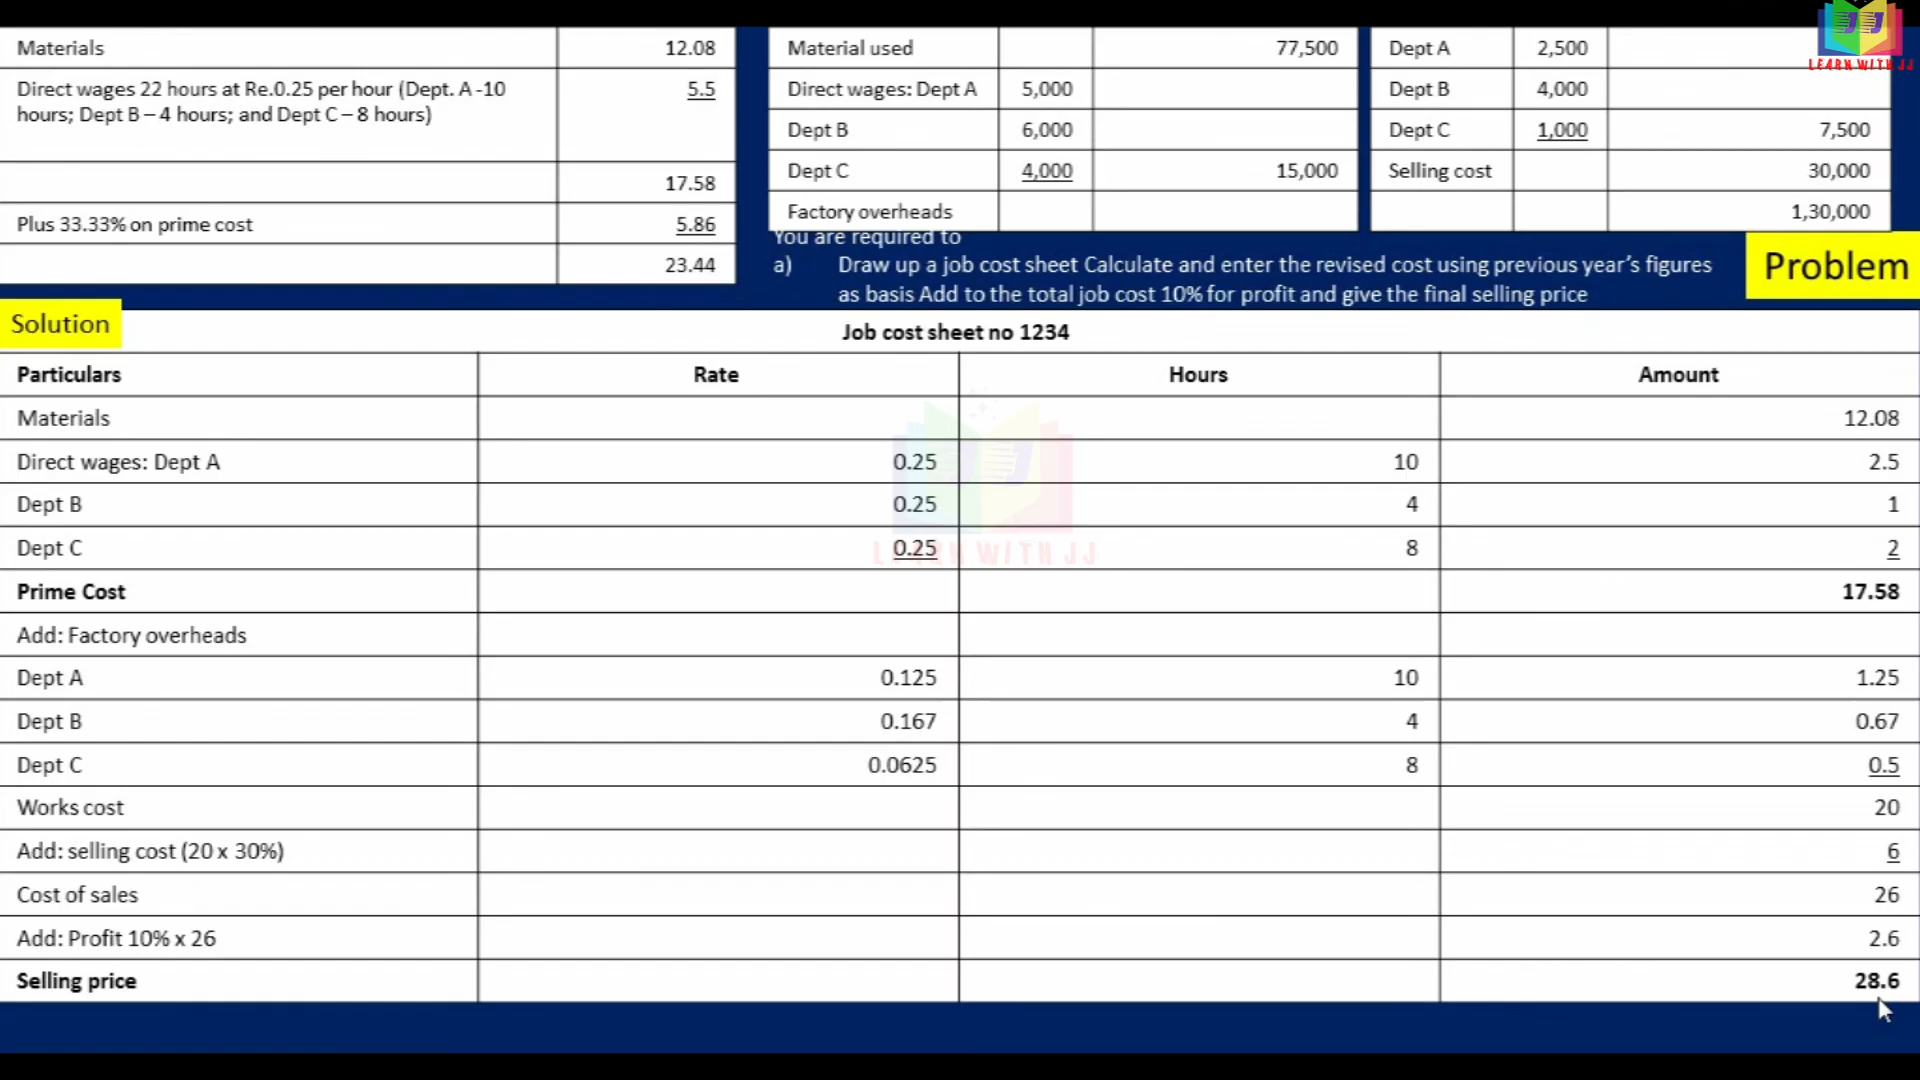 LEARN WITH JJ
Materials 12.08
Direct wages 22 hours at Re.0.25 per hour (Dept. A -10 5.5
hours; Dept B – 4 hours; and Dept C – 8 hours)
17.58
Plus 33.33% on prime cost 5.86
23.44
Material used 77,500
Direct wages: Dept A 5,000
Dept B 6,000
Dept C 4,000 15,000
Factory overheads
Dept A 2,500
Dept B 4,000
Dept C 1,000 7,500
Selling cost 30,000
1,30,000
You are required to
a) Draw up a job cost sheet Calculate and enter the revised cost using previous year's figures
as basis Add to the total job cost 10% for profit and give the final selling price
Problem
Solution
Job cost sheet no 1234
Particulars Rate Hours Amount
Materials 12.08
Direct wages: Dept A 0.25 10 2.5
Dept B 0.25 4 1
Dept C 0.25 8 2
LEARN WITH JJ
Prime Cost 17.58
Add: Factory overheads
Dept A 0.125 10 1.25
Dept B 0.167 4 0.67
Dept C 0.0625 8 0.5
Works cost 20
Add: selling cost (20 x 30%) 6
Cost of sales 26
Add: Profit 10% x 26 2.6
Selling price 28.6